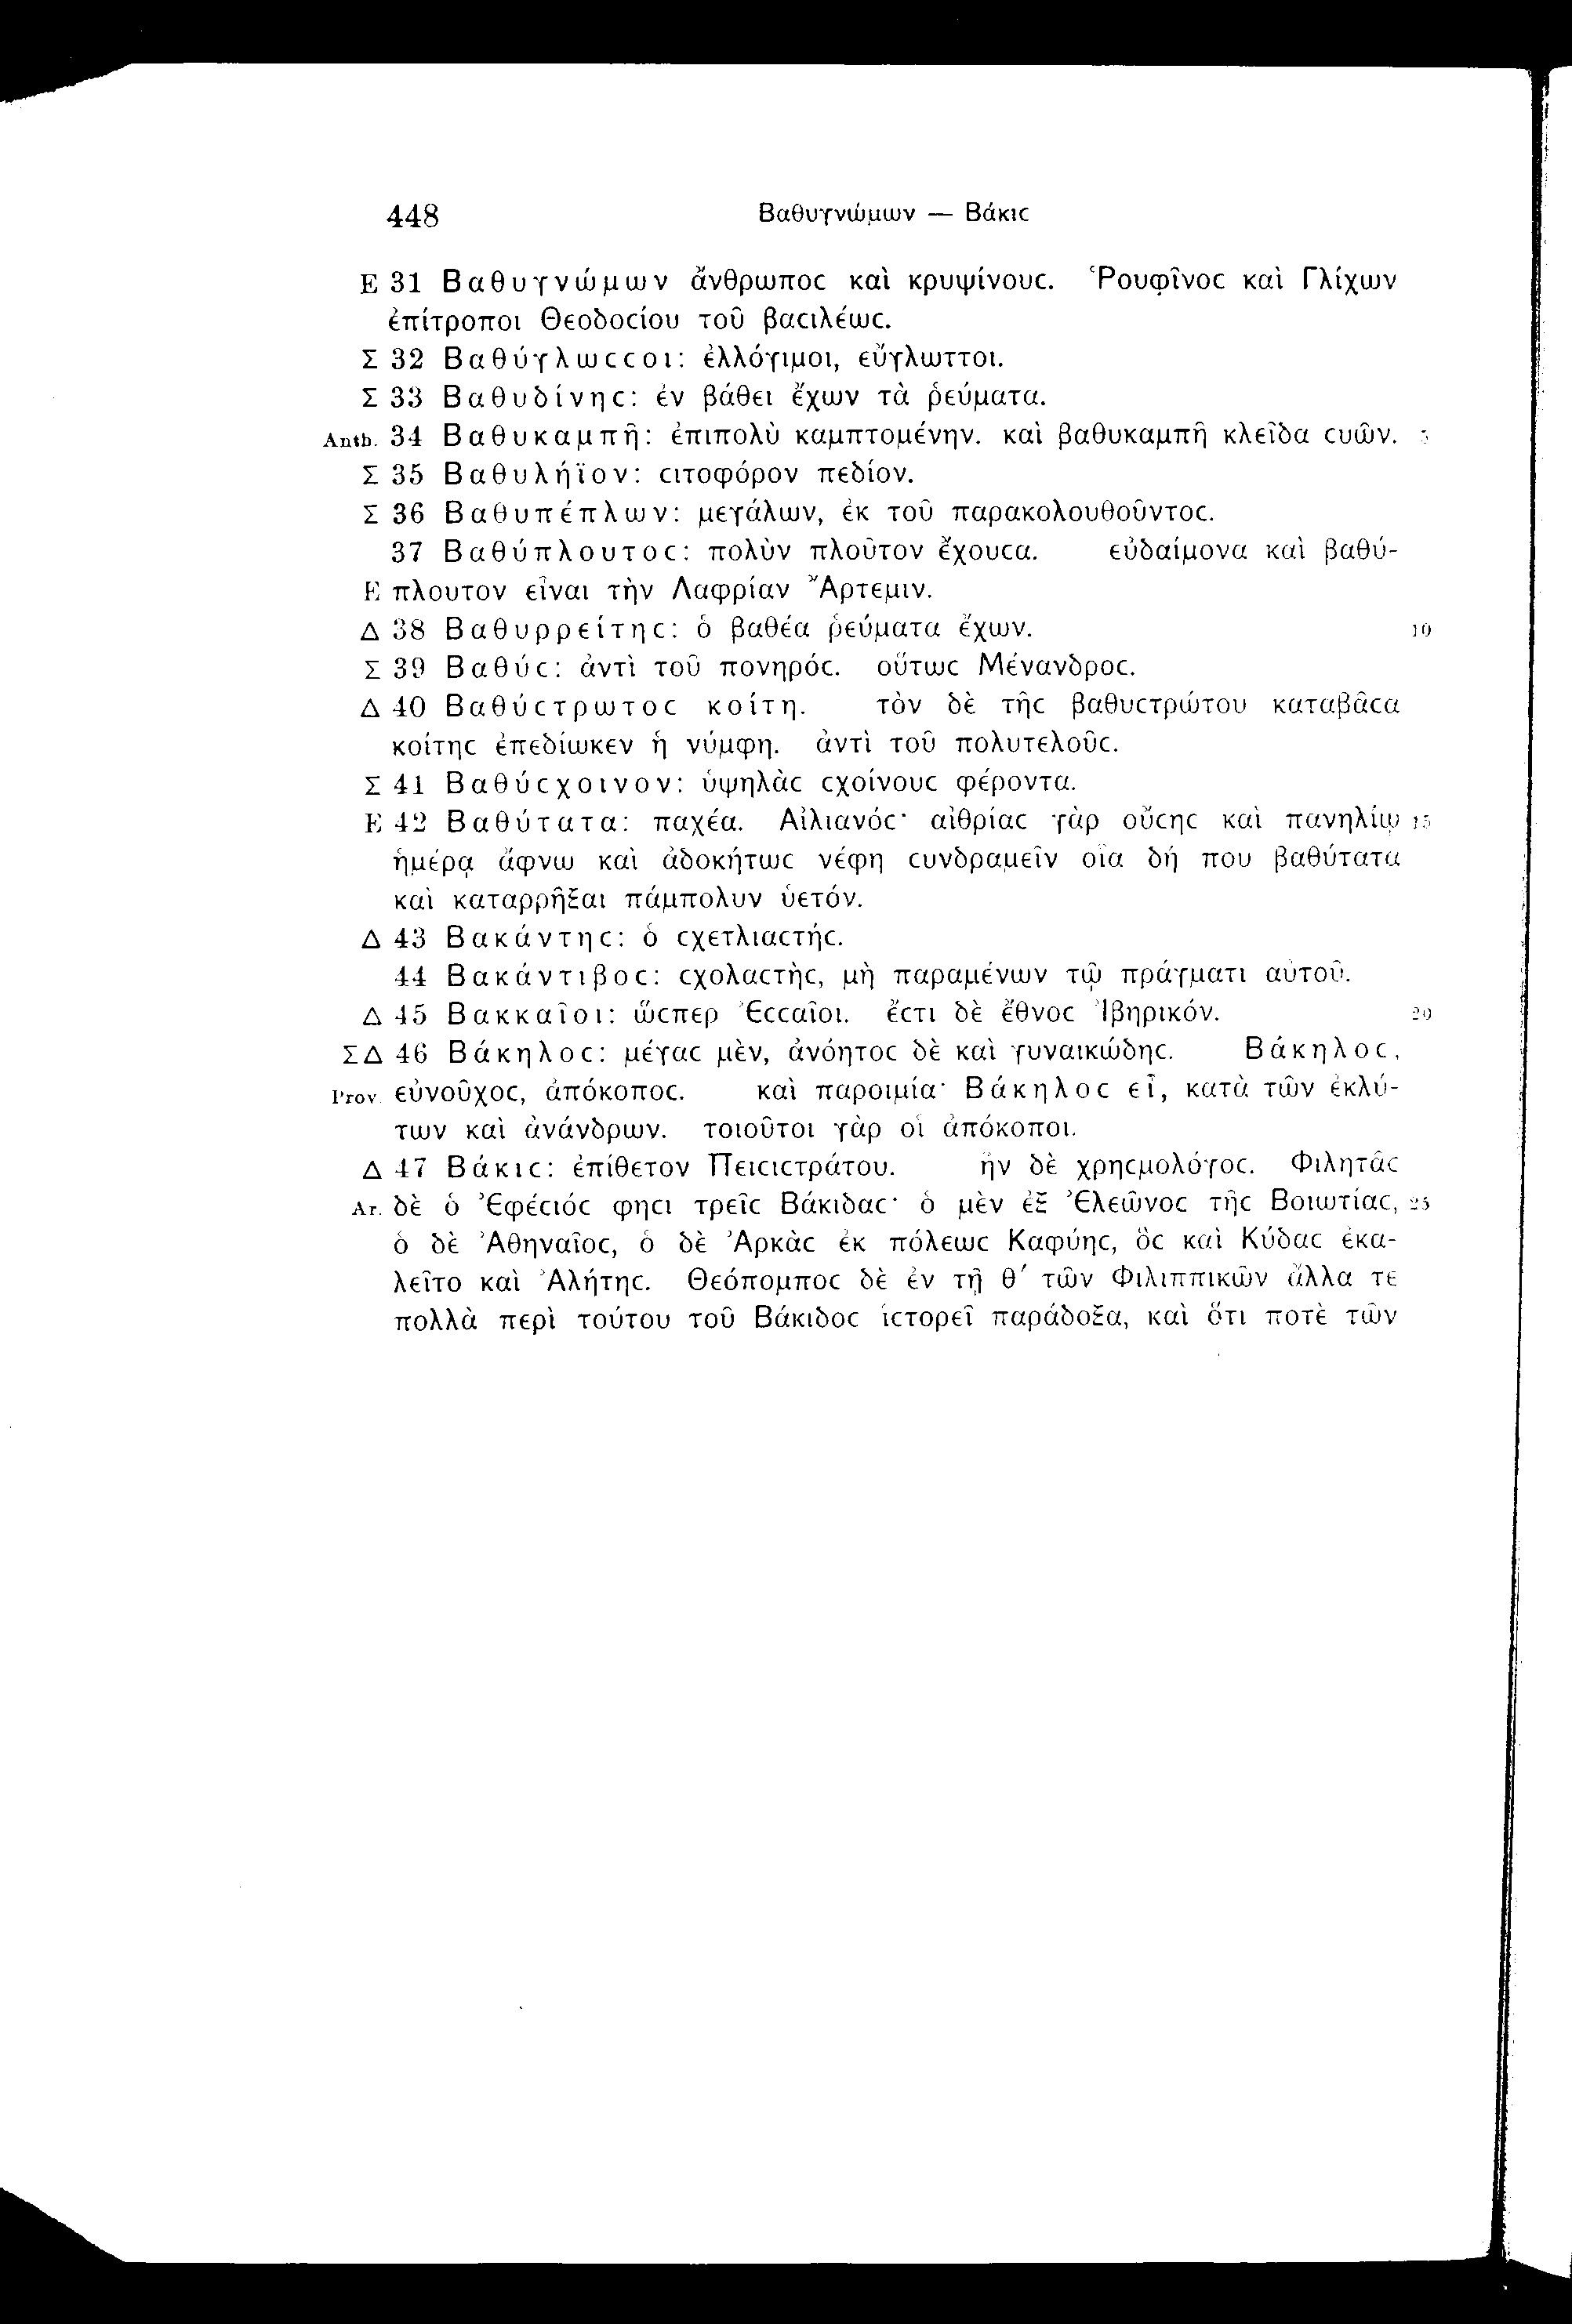 448 Βαθυγνώμων — Βάκιϲ
Ε 31 Βαθυγνώμων ἄνθρωποϲ καὶ κρυψίνουϲ. Ῥουφῖνοϲ καὶ Γλίχων
ἐπίτροποι Θεοδοϲίου τοῦ βαϲιλέωϲ.
Σ 32 Βαθύγλωϲϲοι: ἐλλόγιμοι, εὔγλωττοι.
Σ 33 Βαθυδίνηϲ: ἐν βάθει ἔχων τὰ ῥεύματα.
Anth. 34 Βαθυκαμπῆ: ἐπιπολὺ καμπτομένην. καὶ βαθυκαμπῆ κλεῖδα ϲυῶν. 5
Σ 35 Βαθυλήϊον: ϲιτοφόρον πεδίον.
Σ 36 Βαθυπέπλων: μεγάλων, ἐκ τοῦ παρακολουθοῦντοϲ.
37 Βαθύπλουτοϲ: πολὺν πλοῦτον ἔχουϲα. εὐδαίμονα καὶ βαθύ-
Ε πλουτον εἶναι τὴν Λαφρίαν Ἄρτεμιν.
Δ 38 Βαθυρρείτηϲ: ὁ βαθέα ῥεύματα ἔχων. 10
Σ 39 Βαθύϲ: ἀντὶ τοῦ πονηρόϲ. οὕτωϲ Μένανδροϲ.
Δ 40 Βαθύϲτρωτοϲ κοίτη. τὸν δὲ τῆϲ βαθυϲτρώτου καταβᾶϲα
κοίτηϲ ἐπεδίωκεν ἡ νύμφη. ἀντὶ τοῦ πολυτελοῦϲ.
Σ 41 Βαθύϲχοινον: ὑψηλὰϲ ϲχοίνουϲ φέροντα.
Ε 42 Βαθύτατα: παχέα. Αἰλιανόϲ· αἰθρίαϲ γὰρ οὔϲηϲ καὶ πανηλίῳ 15
ἡμέρᾳ ἄφνω καὶ ἀδοκήτωϲ νέφη ϲυνδραμεῖν οἷα δή που βαθύτατα
καὶ καταρρῆξαι πάμπολυν ὑετόν.
Δ 43 Βακάντηϲ: ὁ ϲχετλιαϲτήϲ.
44 Βακάντιβοϲ: ϲχολαϲτὴϲ, μὴ παραμένων τῷ πράγματι αὐτοῦ.
Δ 45 Βακκαῖοι: ὥϲπερ Ἐϲϲαῖοι. ἔϲτι δὲ ἔθνοϲ Ἰβηρικόν. 20
ΣΔ 46 Βάκηλοϲ: μέγαϲ μὲν, ἀνόητοϲ δὲ καὶ γυναικώδηϲ. Βάκηλοϲ,
Prov. εὐνοῦχοϲ, ἀπόκοποϲ. καὶ παροιμία· Βάκηλοϲ εἶ, κατὰ τῶν ἐκλύ-
των καὶ ἀνάνδρων. τοιοῦτοι γὰρ οἱ ἀπόκοποι.
Δ 47 Βάκιϲ: ἐπίθετον Πειϲιϲτράτου. ἦν δὲ χρηϲμολόγοϲ. Φιλητᾶϲ
Ar. δὲ ὁ Ἐφέϲιόϲ φηϲι τρεῖϲ Βάκιδαϲ· ὁ μὲν ἐξ Ἐλεῶνοϲ τῆϲ Βοιωτίαϲ, 25
ὁ δὲ Ἀθηναῖοϲ, ὁ δὲ Ἀρκὰϲ ἐκ πόλεωϲ Καφύηϲ, ὃϲ καὶ Κύδαϲ ἐκα-
λεῖτο καὶ Ἀλήτηϲ. Θεόπομποϲ δὲ ἐν τῇ θʹ τῶν Φιλιππικῶν ἄλλα τε
πολλὰ περὶ τούτου τοῦ Βάκιδοϲ ἱϲτορεῖ παράδοξα, καὶ ὅτι ποτὲ τῶν